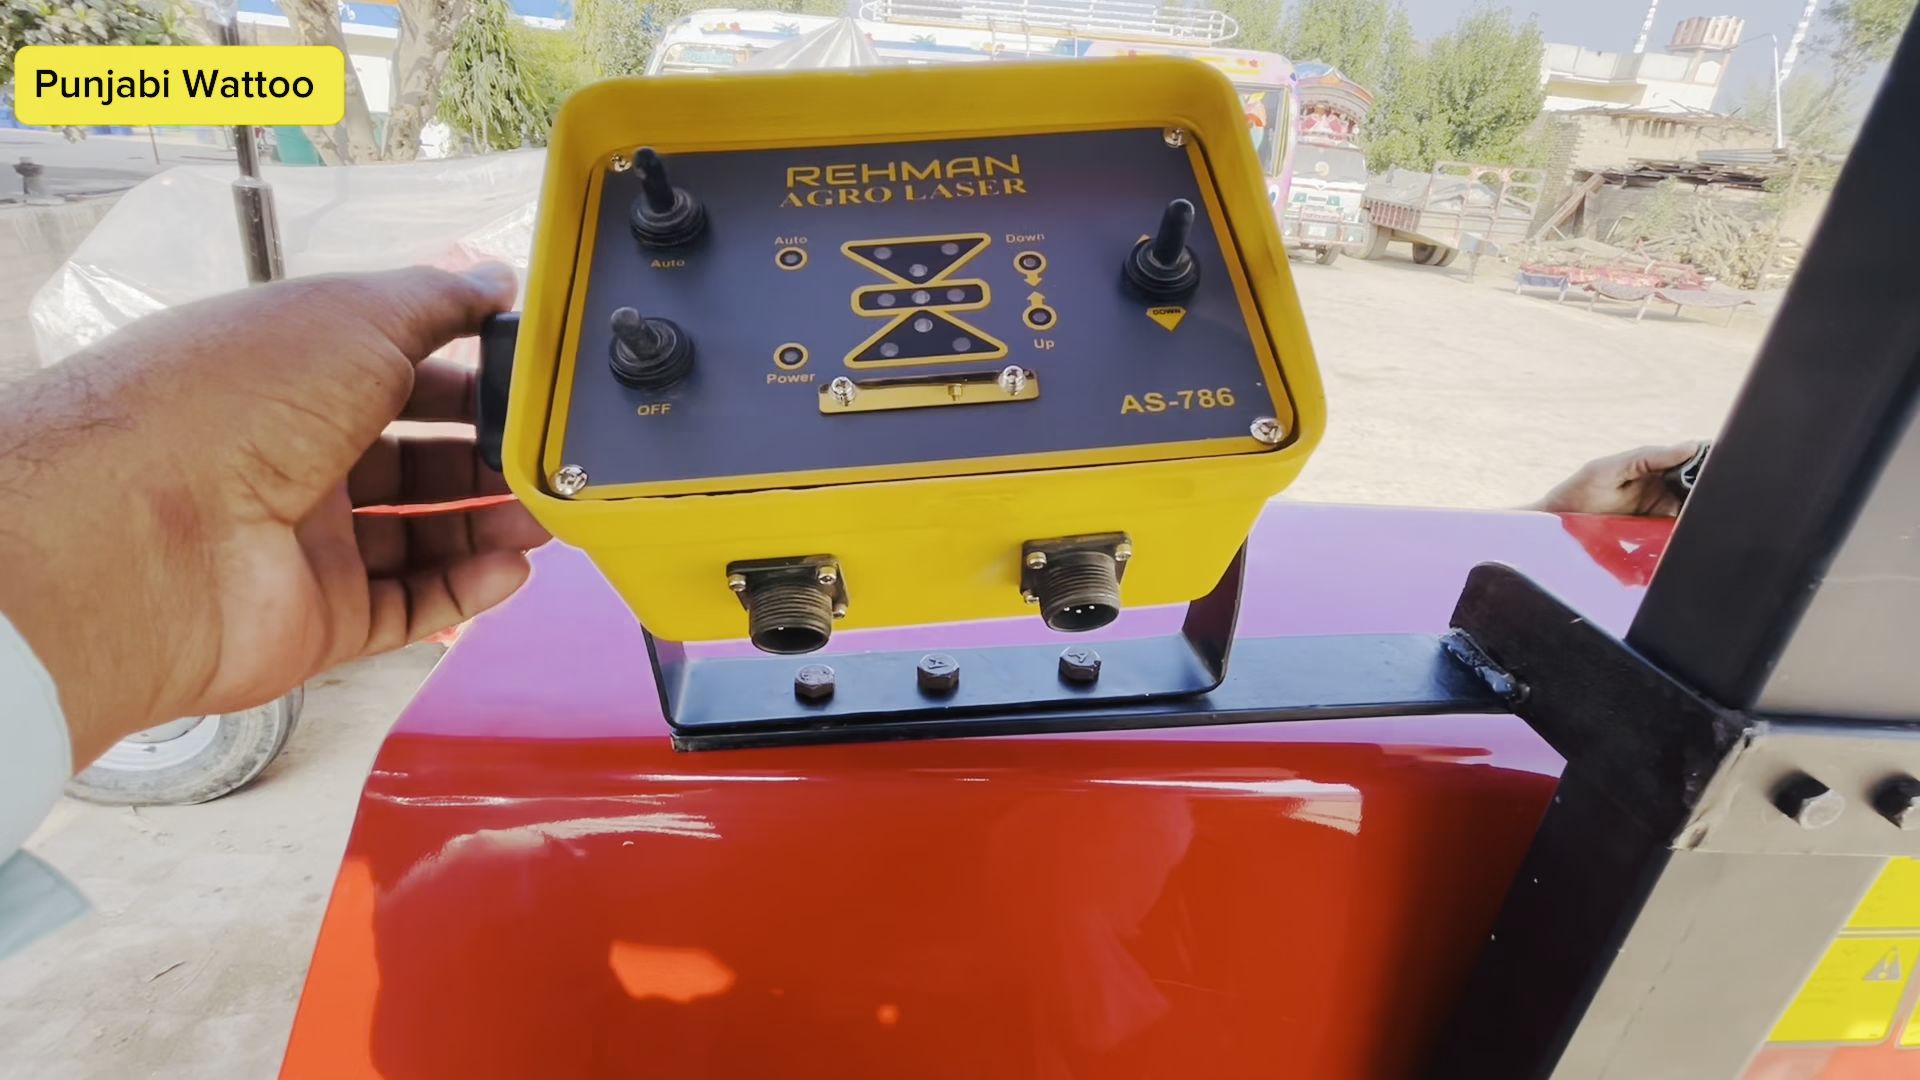 Punjabi Wattoo
REHMAN
AGRO LASER
Auto
Auto
Down
DOWN
Up
Power
OFF
AS-786